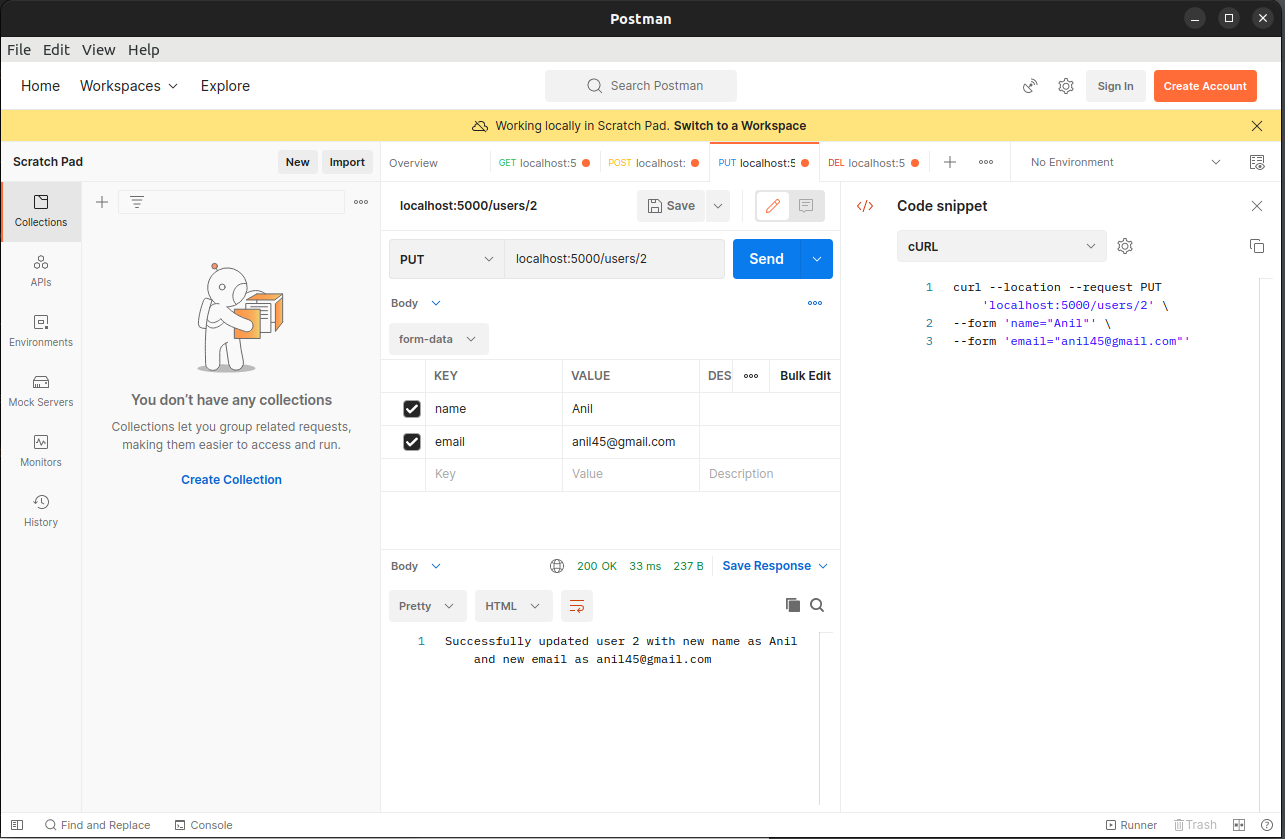 Postman
File Edit View Help
Home Workspaces Explore Search Postman Sign In Create Account
Working locally in Scratch Pad. Switch to a Workspace
Scratch Pad New Import Overview GET localhost:5 POST localhost: PUT localhost:5 DEL localhost:5 No Environment
Collections
APIs
Environments
Mock Servers
Monitors
History
You don't have any collections
Collections let you group related requests,
making them easier to access and run.
Create Collection
localhost:5000/users/2 Save
PUT localhost:5000/users/2 Send
Body
form-data
KEY VALUE DES Bulk Edit
name Anil
email anil45@gmail.com
Key Value Description
Body 200 OK 33 ms 237 B Save Response
Pretty HTML
1 Successfully updated user 2 with new name as Anil
and new email as anil45@gmail.com
</> Code snippet
cURL
1 curl --location --request PUT
'localhost:5000/users/2' \
2 --form 'name="Anil"' \
3 --form 'email="anil45@gmail.com"'
Find and Replace Console Runner Trash